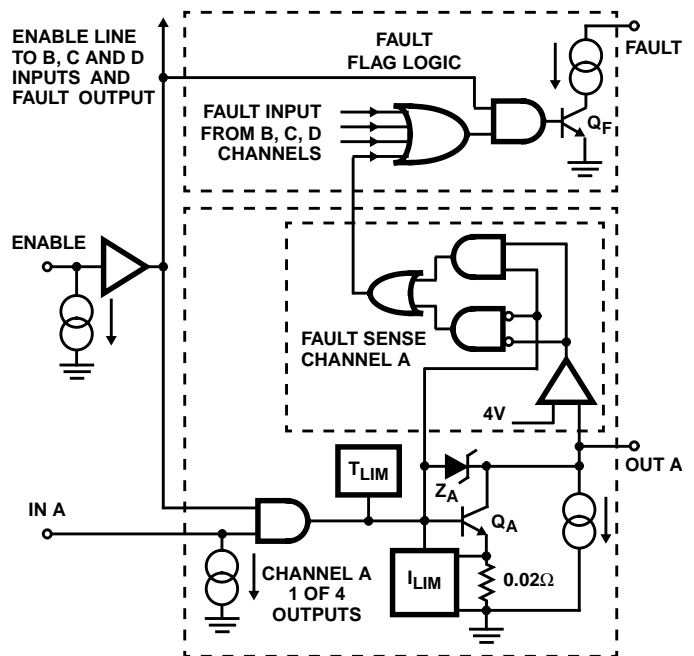 ENABLE LINE
TO B, C AND D
INPUTS AND
FAULT OUTPUT
FAULT
FLAG LOGIC
FAULT
FAULT INPUT
FROM B, C, D
CHANNELS
QF
ENABLE
FAULT SENSE
CHANNEL A
4V
OUT A
TLIM
ZA
IN A
QA
ILIM
0.02Ω
CHANNEL A
1 OF 4
OUTPUTS